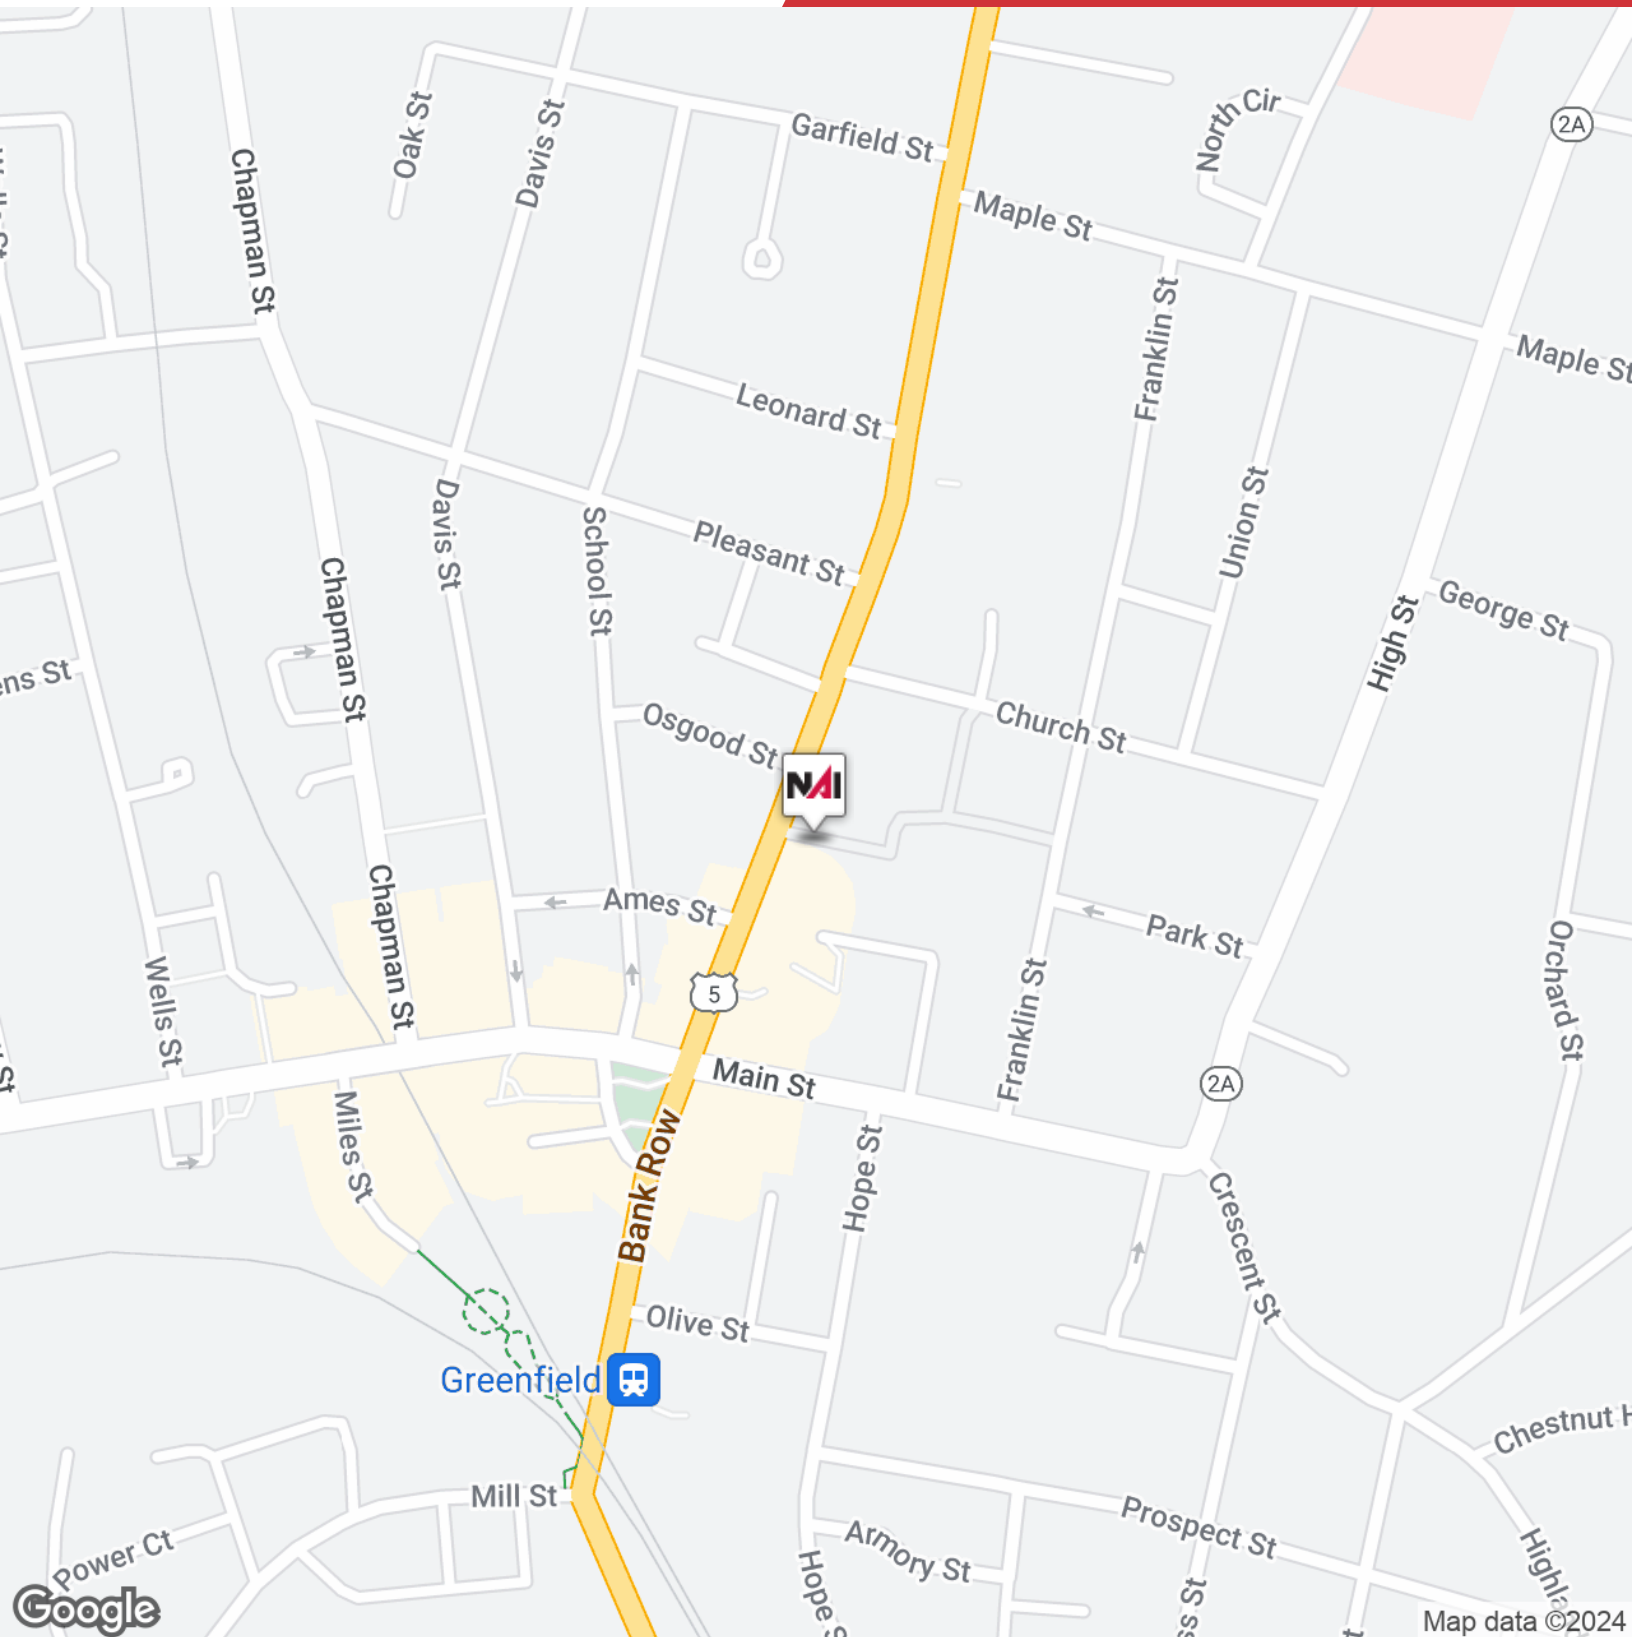 North Cir
2A
Oak St
Davis St
Garfield St
Chapman St
Maple St
Franklin St
Maple St
Leonard St
Union St
Davis St
School St
Pleasant St
Chapman St
George St
High St
Osgood St
Church St
NAI
Chapman St
Ames St
Park St
Orchard St
Wells St
Franklin St
5
Main St
2A
Miles St
Bank Row
Hope St
Crescent St
Olive St
Greenfield
Chestnut
Mill St
Prospect St
Armory St
Power Ct
Hope
Google
Map data ©2024